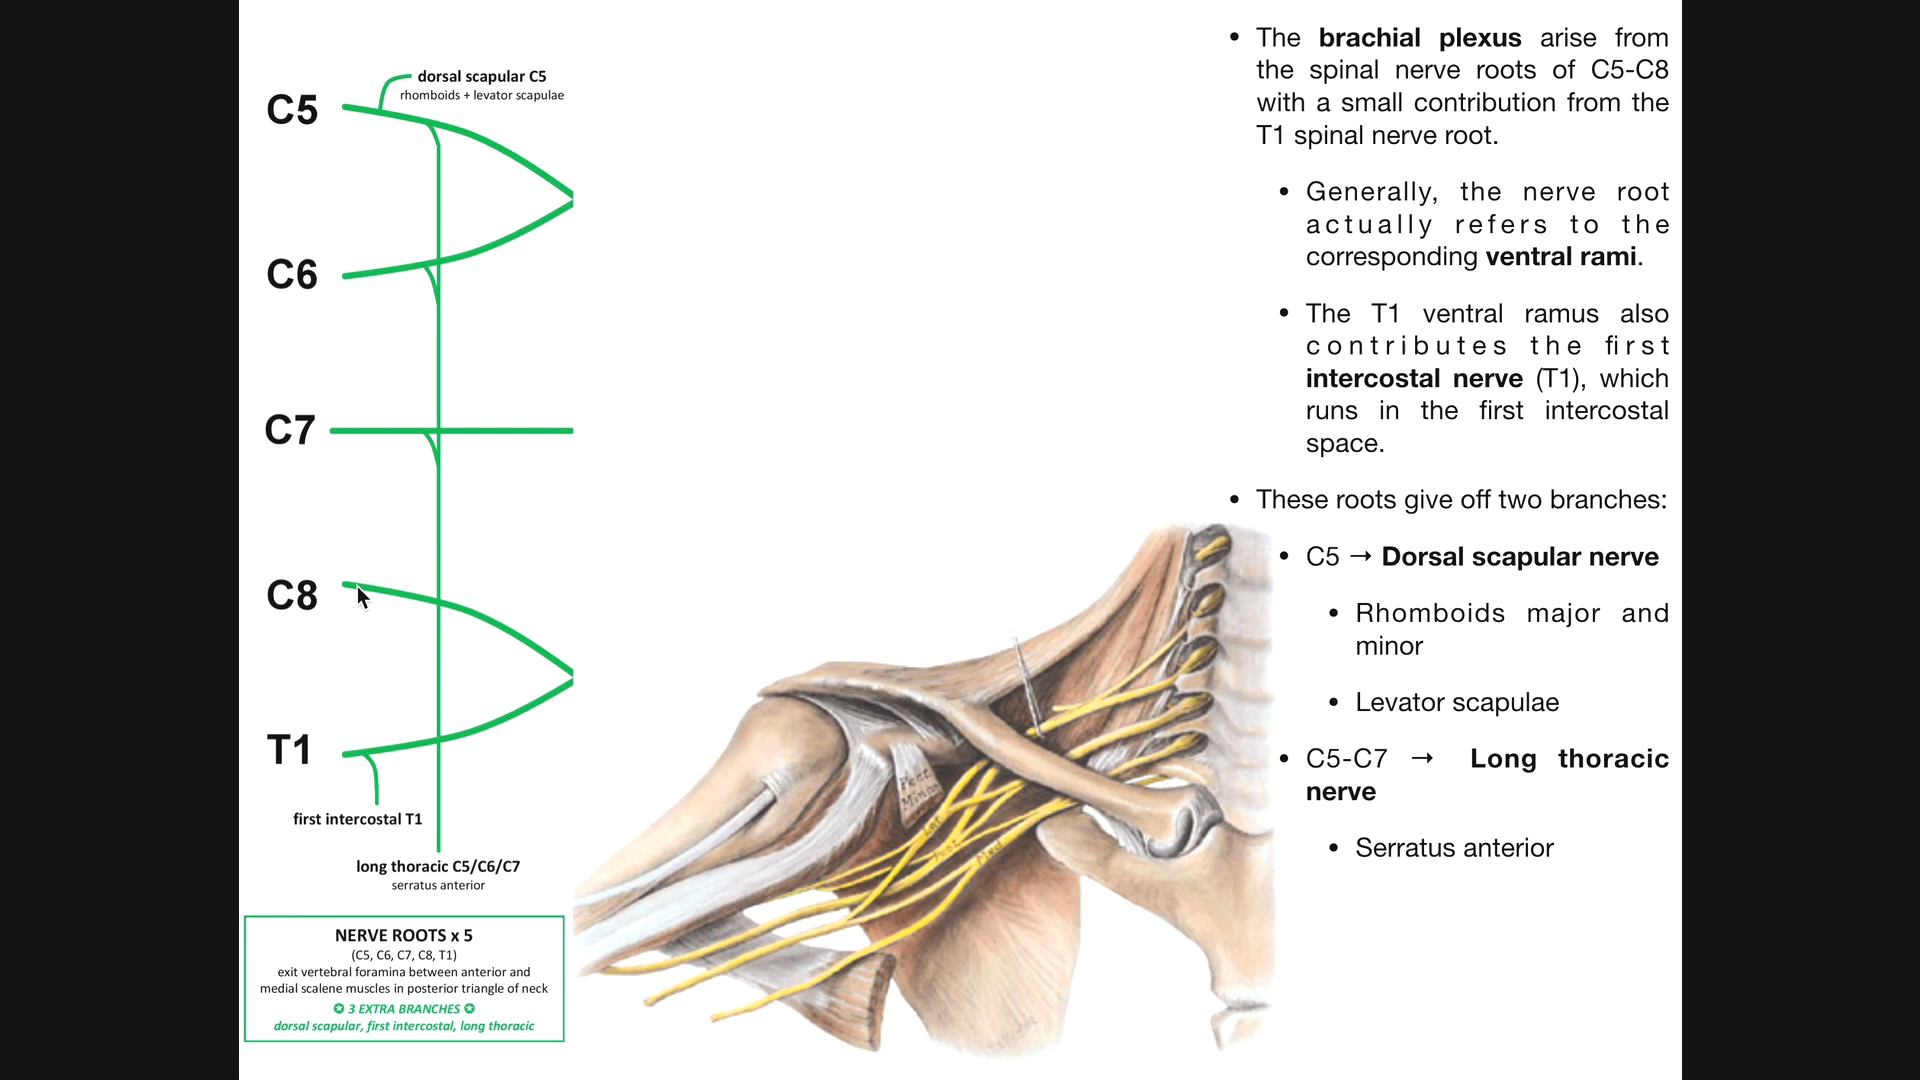 dorsal scapular C5
rhomboids + levator scapulae
C5
C6
C7
C8
T1
first intercostal T1
long thoracic C5/C6/C7
serratus anterior
NERVE ROOTS x 5
(C5, C6, C7, C8, T1)
exit vertebral foramina between anterior and
medial scalene muscles in posterior triangle of neck
✪ 3 EXTRA BRANCHES ✪
dorsal scapular, first intercostal, long thoracic
Pect.
Minor
Lat
Post.
Med
• The brachial plexus arise from
the spinal nerve roots of C5-C8
with a small contribution from the
T1 spinal nerve root.
• Generally, the nerve root
actually refers to the
corresponding ventral rami.
• The T1 ventral ramus also
contributes the first
intercostal nerve (T1), which
runs in the first intercostal
space.
• These roots give off two branches:
• C5 → Dorsal scapular nerve
• Rhomboids major and
minor
• Levator scapulae
• C5-C7 → Long thoracic
nerve
• Serratus anterior